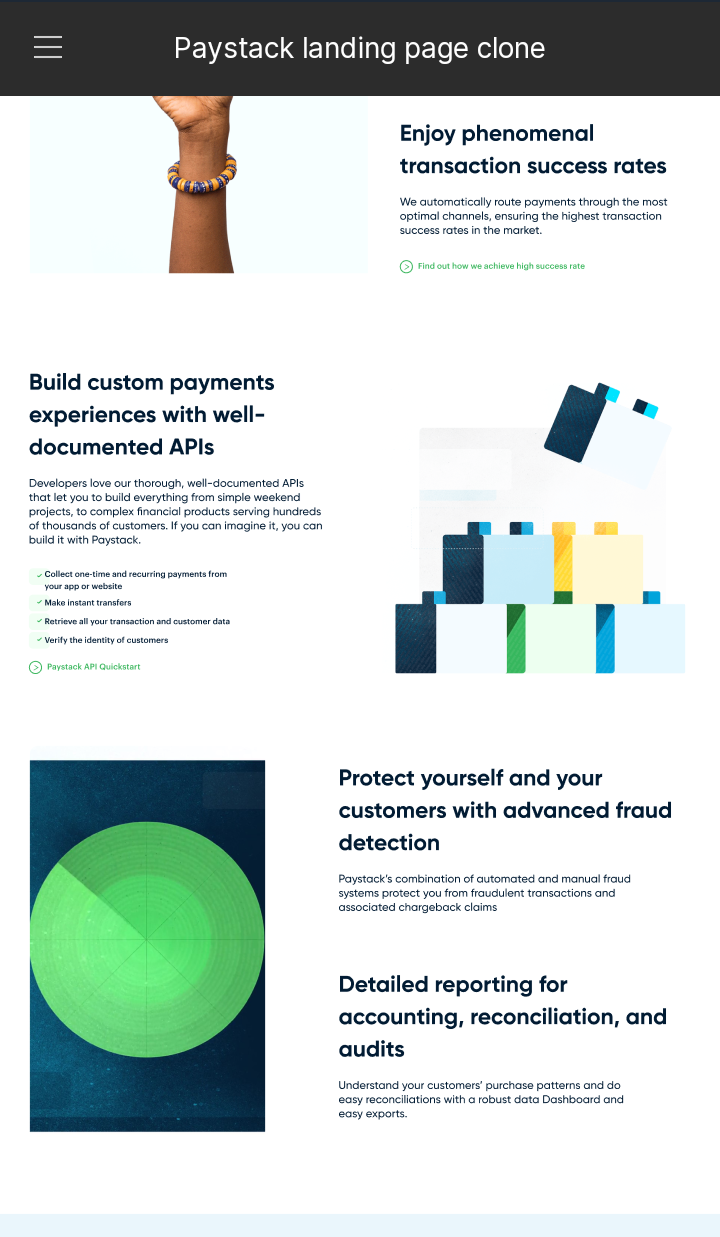 Paystack landing page clone
Enjoy phenomenal
transaction success rates
We automatically route payments through the most
optimal channels, ensuring the highest transaction
success rates in the market.
Find out how we achieve high success rate
Build custom payments
experiences with well-
documented APIs
Developers love our thorough, well-documented APIs
that let you to build everything from simple weekend
projects, to complex financial products serving hundreds
of thousands of customers. If you can imagine it, you can
build it with Paystack.
Collect one-time and recurring payments from
your app or website
Make instant transfers
Retrieve all your transaction and customer data
Verify the identity of customers
Paystack API Quickstart
Protect yourself and your
customers with advanced fraud
detection
Paystack’s combination of automated and manual fraud
systems protect you from fraudulent transactions and
associated chargeback claims
Detailed reporting for
accounting, reconciliation, and
audits
Understand your customers’ purchase patterns and do
easy reconciliations with a robust data Dashboard and
easy exports.